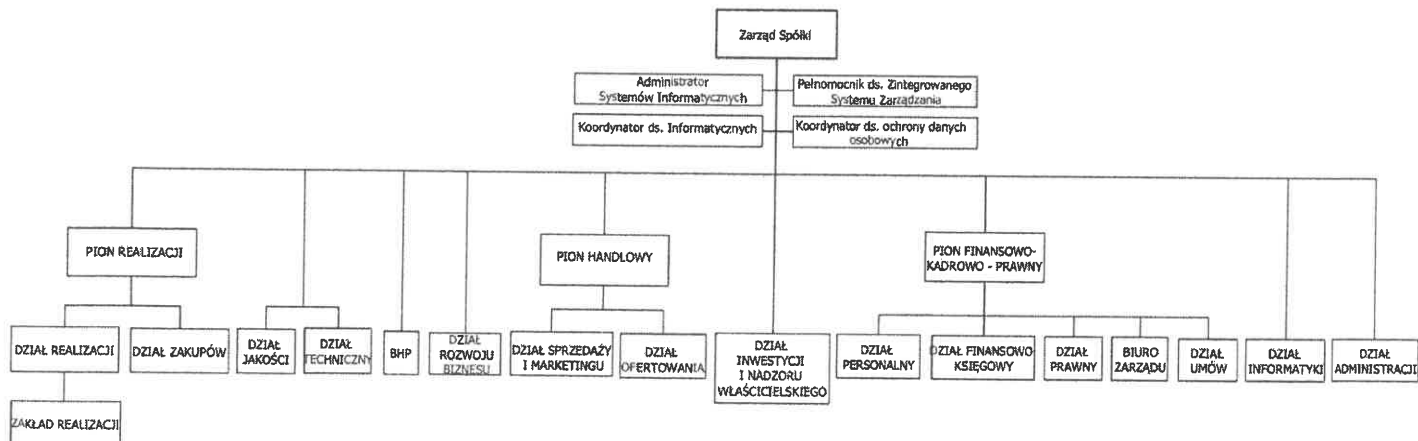 Zarząd Spółki
Administrator
Systemów Informatycznych
Pełnomocnik ds. Zintegrowanego
Systemu Zarządzania
Koordynator ds. Informatycznych
Koordynator ds. ochrony danych
osobowych
PION REALIZACJI
PION HANDLOWY
PION FINANSOWO-
KADROWO - PRAWNY
DZIAŁ REALIZACJI
DZIAŁ ZAKUPÓW
DZIAŁ
JAKOŚCI
DZIAŁ
TECHNICZNY
BHP
DZIAŁ
ROZWOJU
BIZNESU
DZIAŁ SPRZEDAŻY
I MARKETINGU
DZIAŁ
OFERTOWANIA
DZIAŁ
INWESTYCJI
I NADZORU
WŁAŚCICIELSKIEGO
DZIAŁ
PERSONALNY
DZIAŁ FINANSOWO
KSIĘGOWY
DZIAŁ
PRAWNY
BIURO
ZARZĄDU
DZIAŁ
UMÓW
DZIAŁ
INFORMATYKI
DZIAŁ
ADMINISTRACJI
ZAKŁAD REALIZACJI